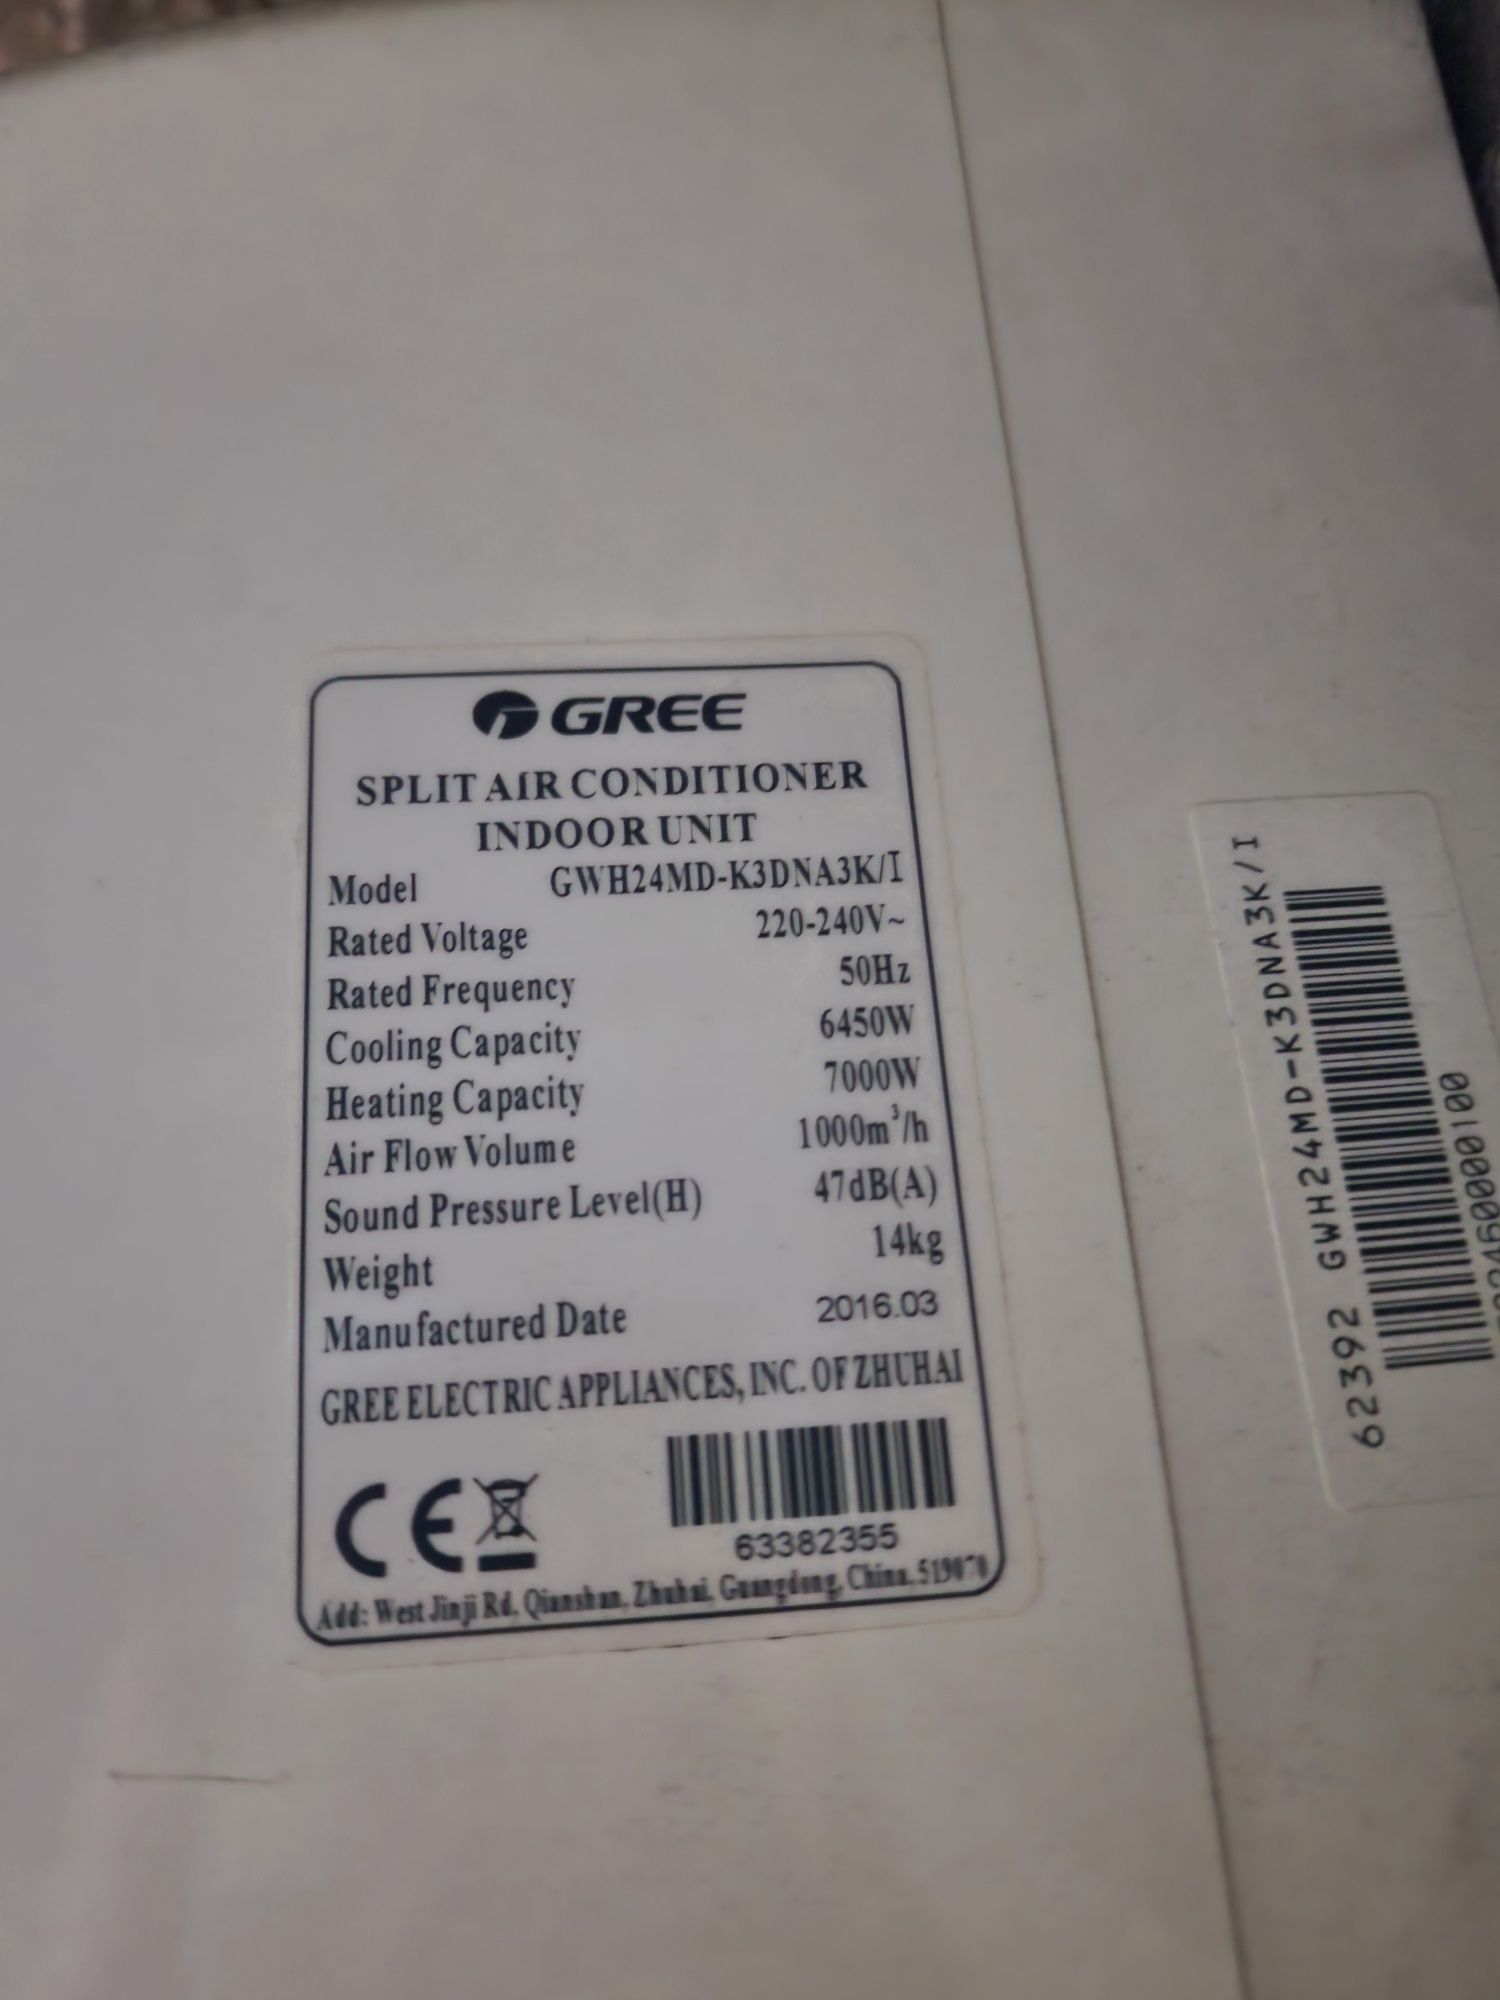 GREE
SPLIT AIR CONDITIONER
INDOOR UNIT
Model GWH24MD-K3DNA3K/I
Rated Voltage 220-240V~
Rated Frequency 50Hz
Cooling Capacity 6450W
Heating Capacity 7000W
Air Flow Volume 1000m³/h
Sound Pressure Level(H) 47dB(A)
Weight 14kg
Manufactured Date 2016.03
GREE ELECTRIC APPLIANCES, INC. OF ZHUHAI
CE
63382355
Add: West Jinji Rd, Qianshan, Zhuhai, Guangdong, China, 519070
62392 GWH24MD-K3DNA3K/I